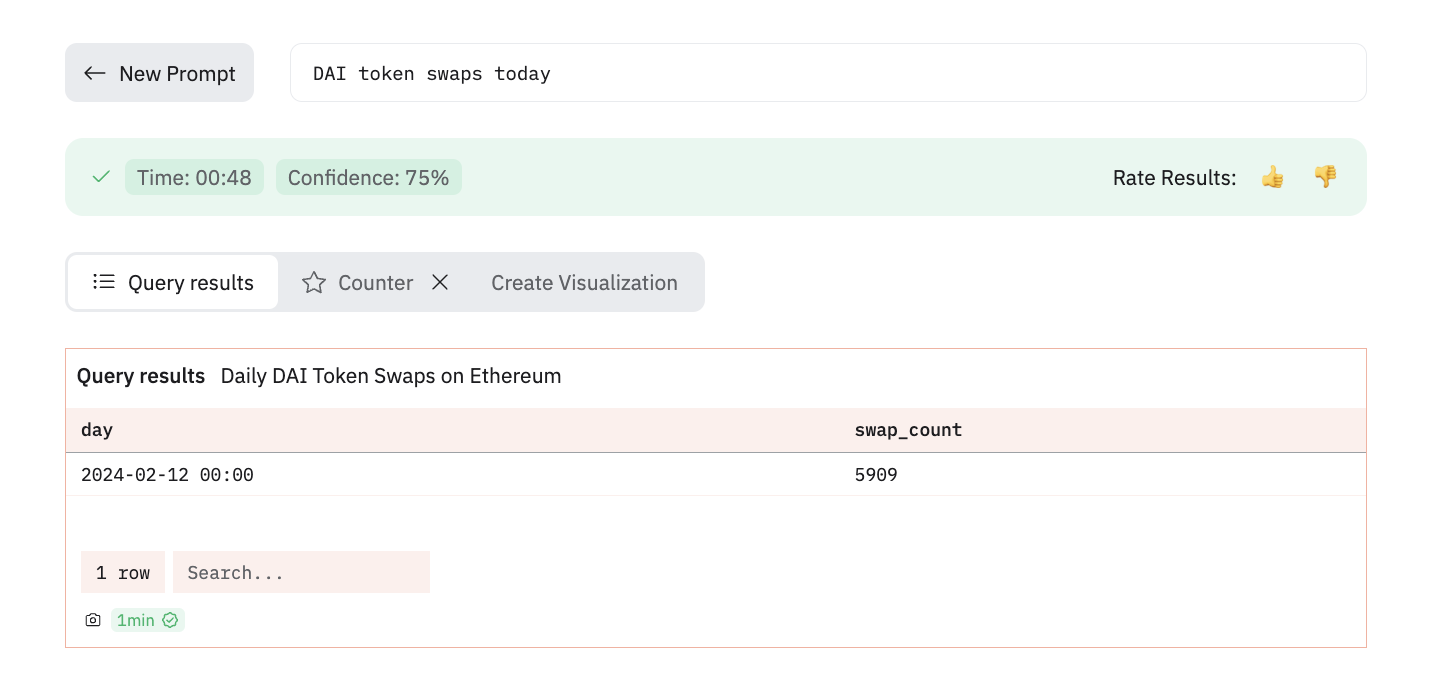 New Prompt
DAI token swaps today
Time: 00:48 Confidence: 75% Rate Results:
Query results Counter Create Visualization
Query results Daily DAI Token Swaps on Ethereum
day swap_count
2024-02-12 00:00 5909
1 row Search...
1min